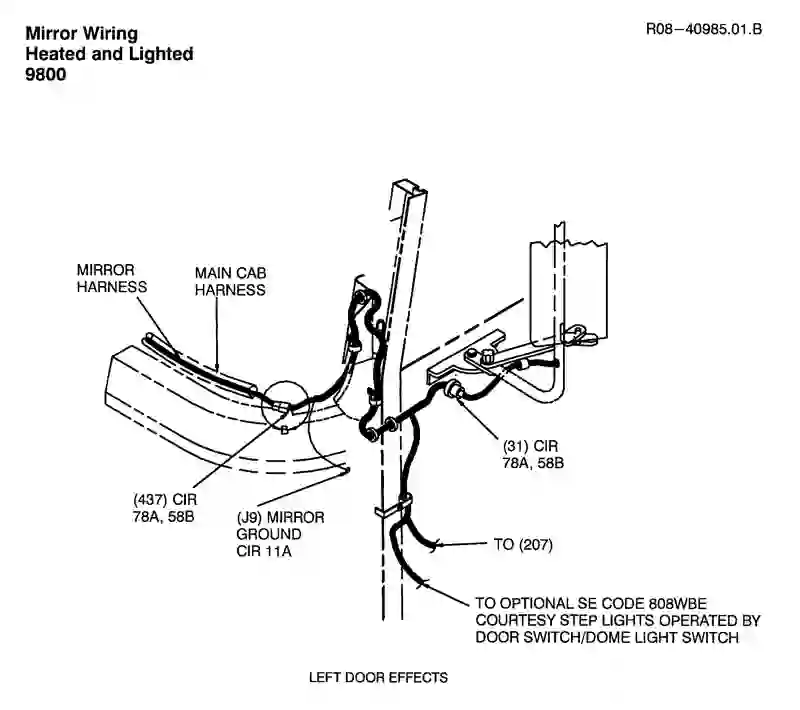 Mirror Wiring
Heated and Lighted
9800
R08—40985.01.B
MIRROR
HARNESS
MAIN CAB
HARNESS
(31) CIR
78A, 58B
(437) CIR
78A, 58B
(J9) MIRROR
GROUND
CIR 11A
TO (207)
TO OPTIONAL SE CODE 808WBE
COURTESY STEP LIGHTS OPERATED BY
DOOR SWITCH/DOME LIGHT SWITCH
LEFT DOOR EFFECTS